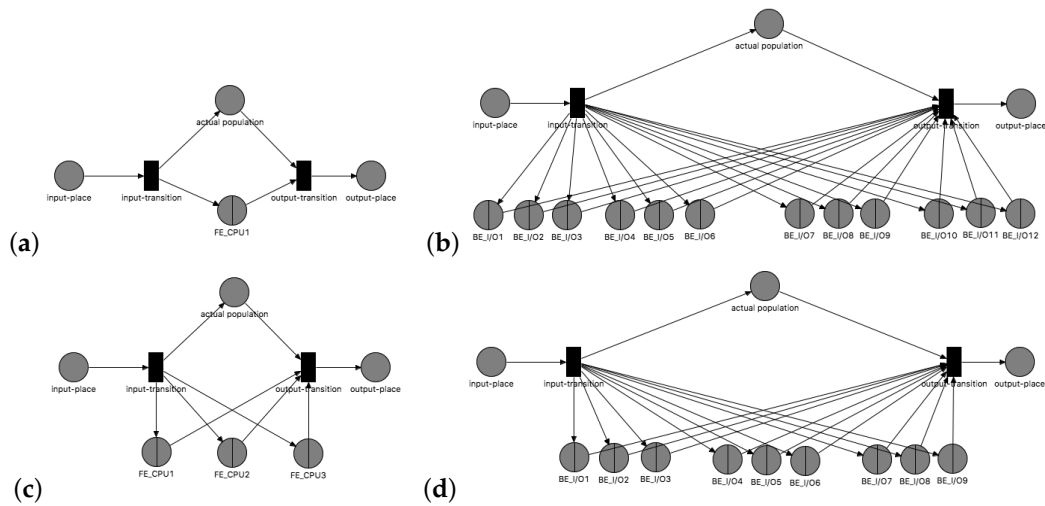 actual population
input-place
input-transition
output-transition
output-place
FE_CPU1
(a)
actual population
input-place
input-transition
output-transition
output-place
BE_I/O1 BE_I/O2 BE_I/O3 BE_I/O4 BE_I/O5 BE_I/O6 BE_I/O7 BE_I/O8 BE_I/O9 BE_I/O10 BE_I/O11 BE_I/O12
(b)
actual population
input-place
input-transition
output-transition
output-place
FE_CPU1 FE_CPU2 FE_CPU3
(c)
actual population
input-place
input-transition
output-transition
output-place
BE_I/O1 BE_I/O2 BE_I/O3 BE_I/O4 BE_I/O5 BE_I/O6 BE_I/O7 BE_I/O8 BE_I/O9
(d)